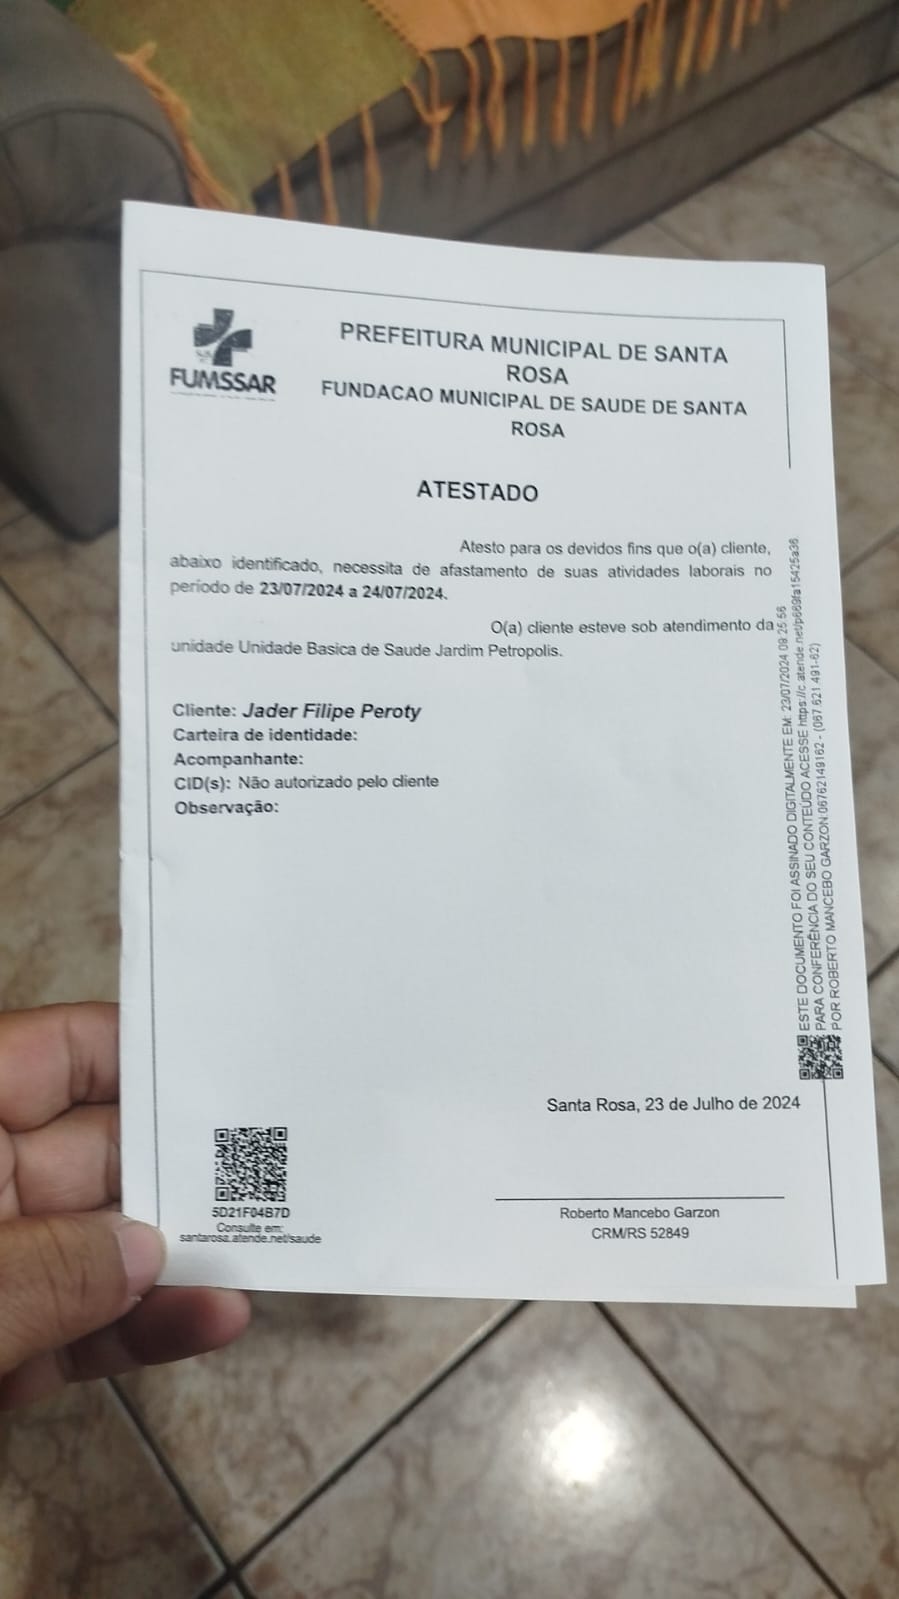 FUMSSAR
PREFEITURA MUNICIPAL DE SANTA
ROSA
FUNDACAO MUNICIPAL DE SAUDE DE SANTA
ROSA
ATESTADO
Atesto para os devidos fins que o(a) cliente,
abaixo identificado, necessita de afastamento de suas atividades laborais no
período de 23/07/2024 a 24/07/2024.
O(a) cliente esteve sob atendimento da
unidade Unidade Basica de Saude Jardim Petropolis.
Cliente: Jader Filipe Peroty
Carteira de identidade:
Acompanhante:
CID(s): Não autorizado pelo cliente
Observação:
ESTE DOCUMENTO FOI ASSINADO DIGITALMENTE EM: 23/07/2024 09:25:56
PARA CONFERÊNCIA DO SEU CONTEÚDO ACESSE https://c.atende.net/p669fa15425a36
POR ROBERTO MANCEBO GARZON:06762149162 - (067.621.491-62)
Santa Rosa, 23 de Julho de 2024
5D21F04B7D
Consulte em:
santarosa.atende.net/saude
Roberto Mancebo Garzon
CRM/RS 52849